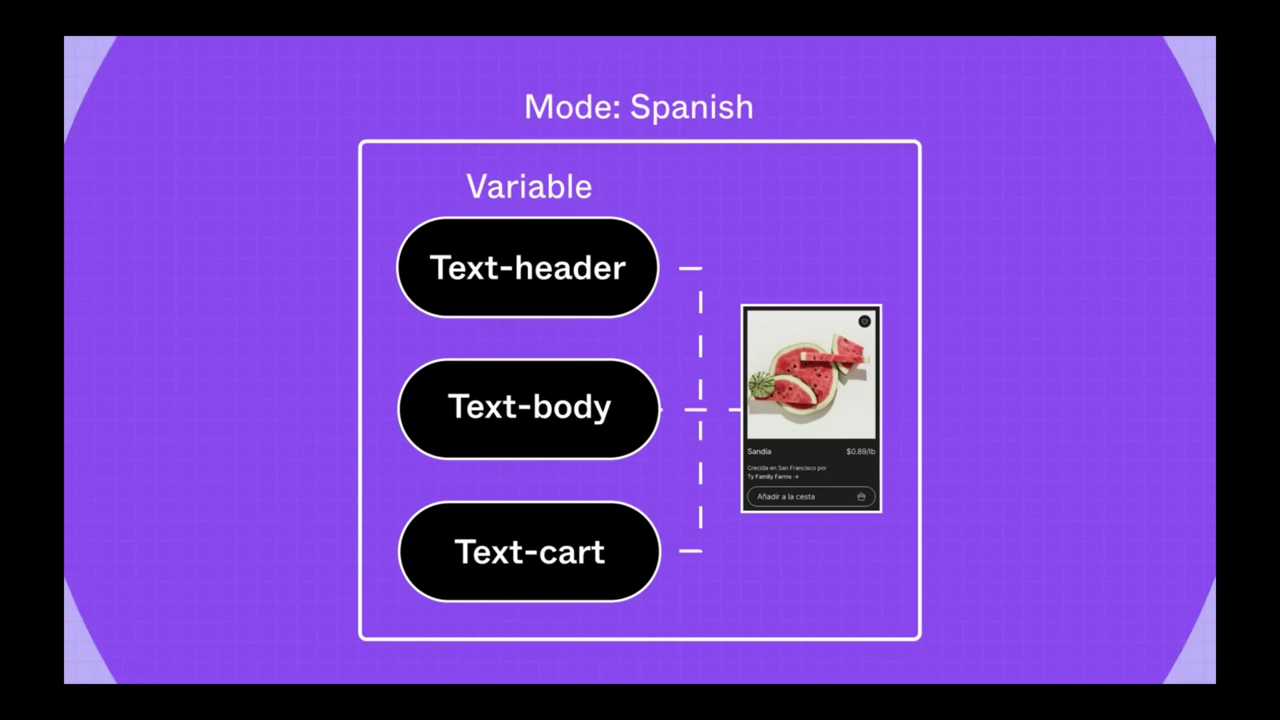 Mode: Spanish
Variable
Text-header
Text-body
Text-cart
Sandía
$0.89/lb
Crecida en San Francisco por
Ty Family Farms →
Añadir a la cesta